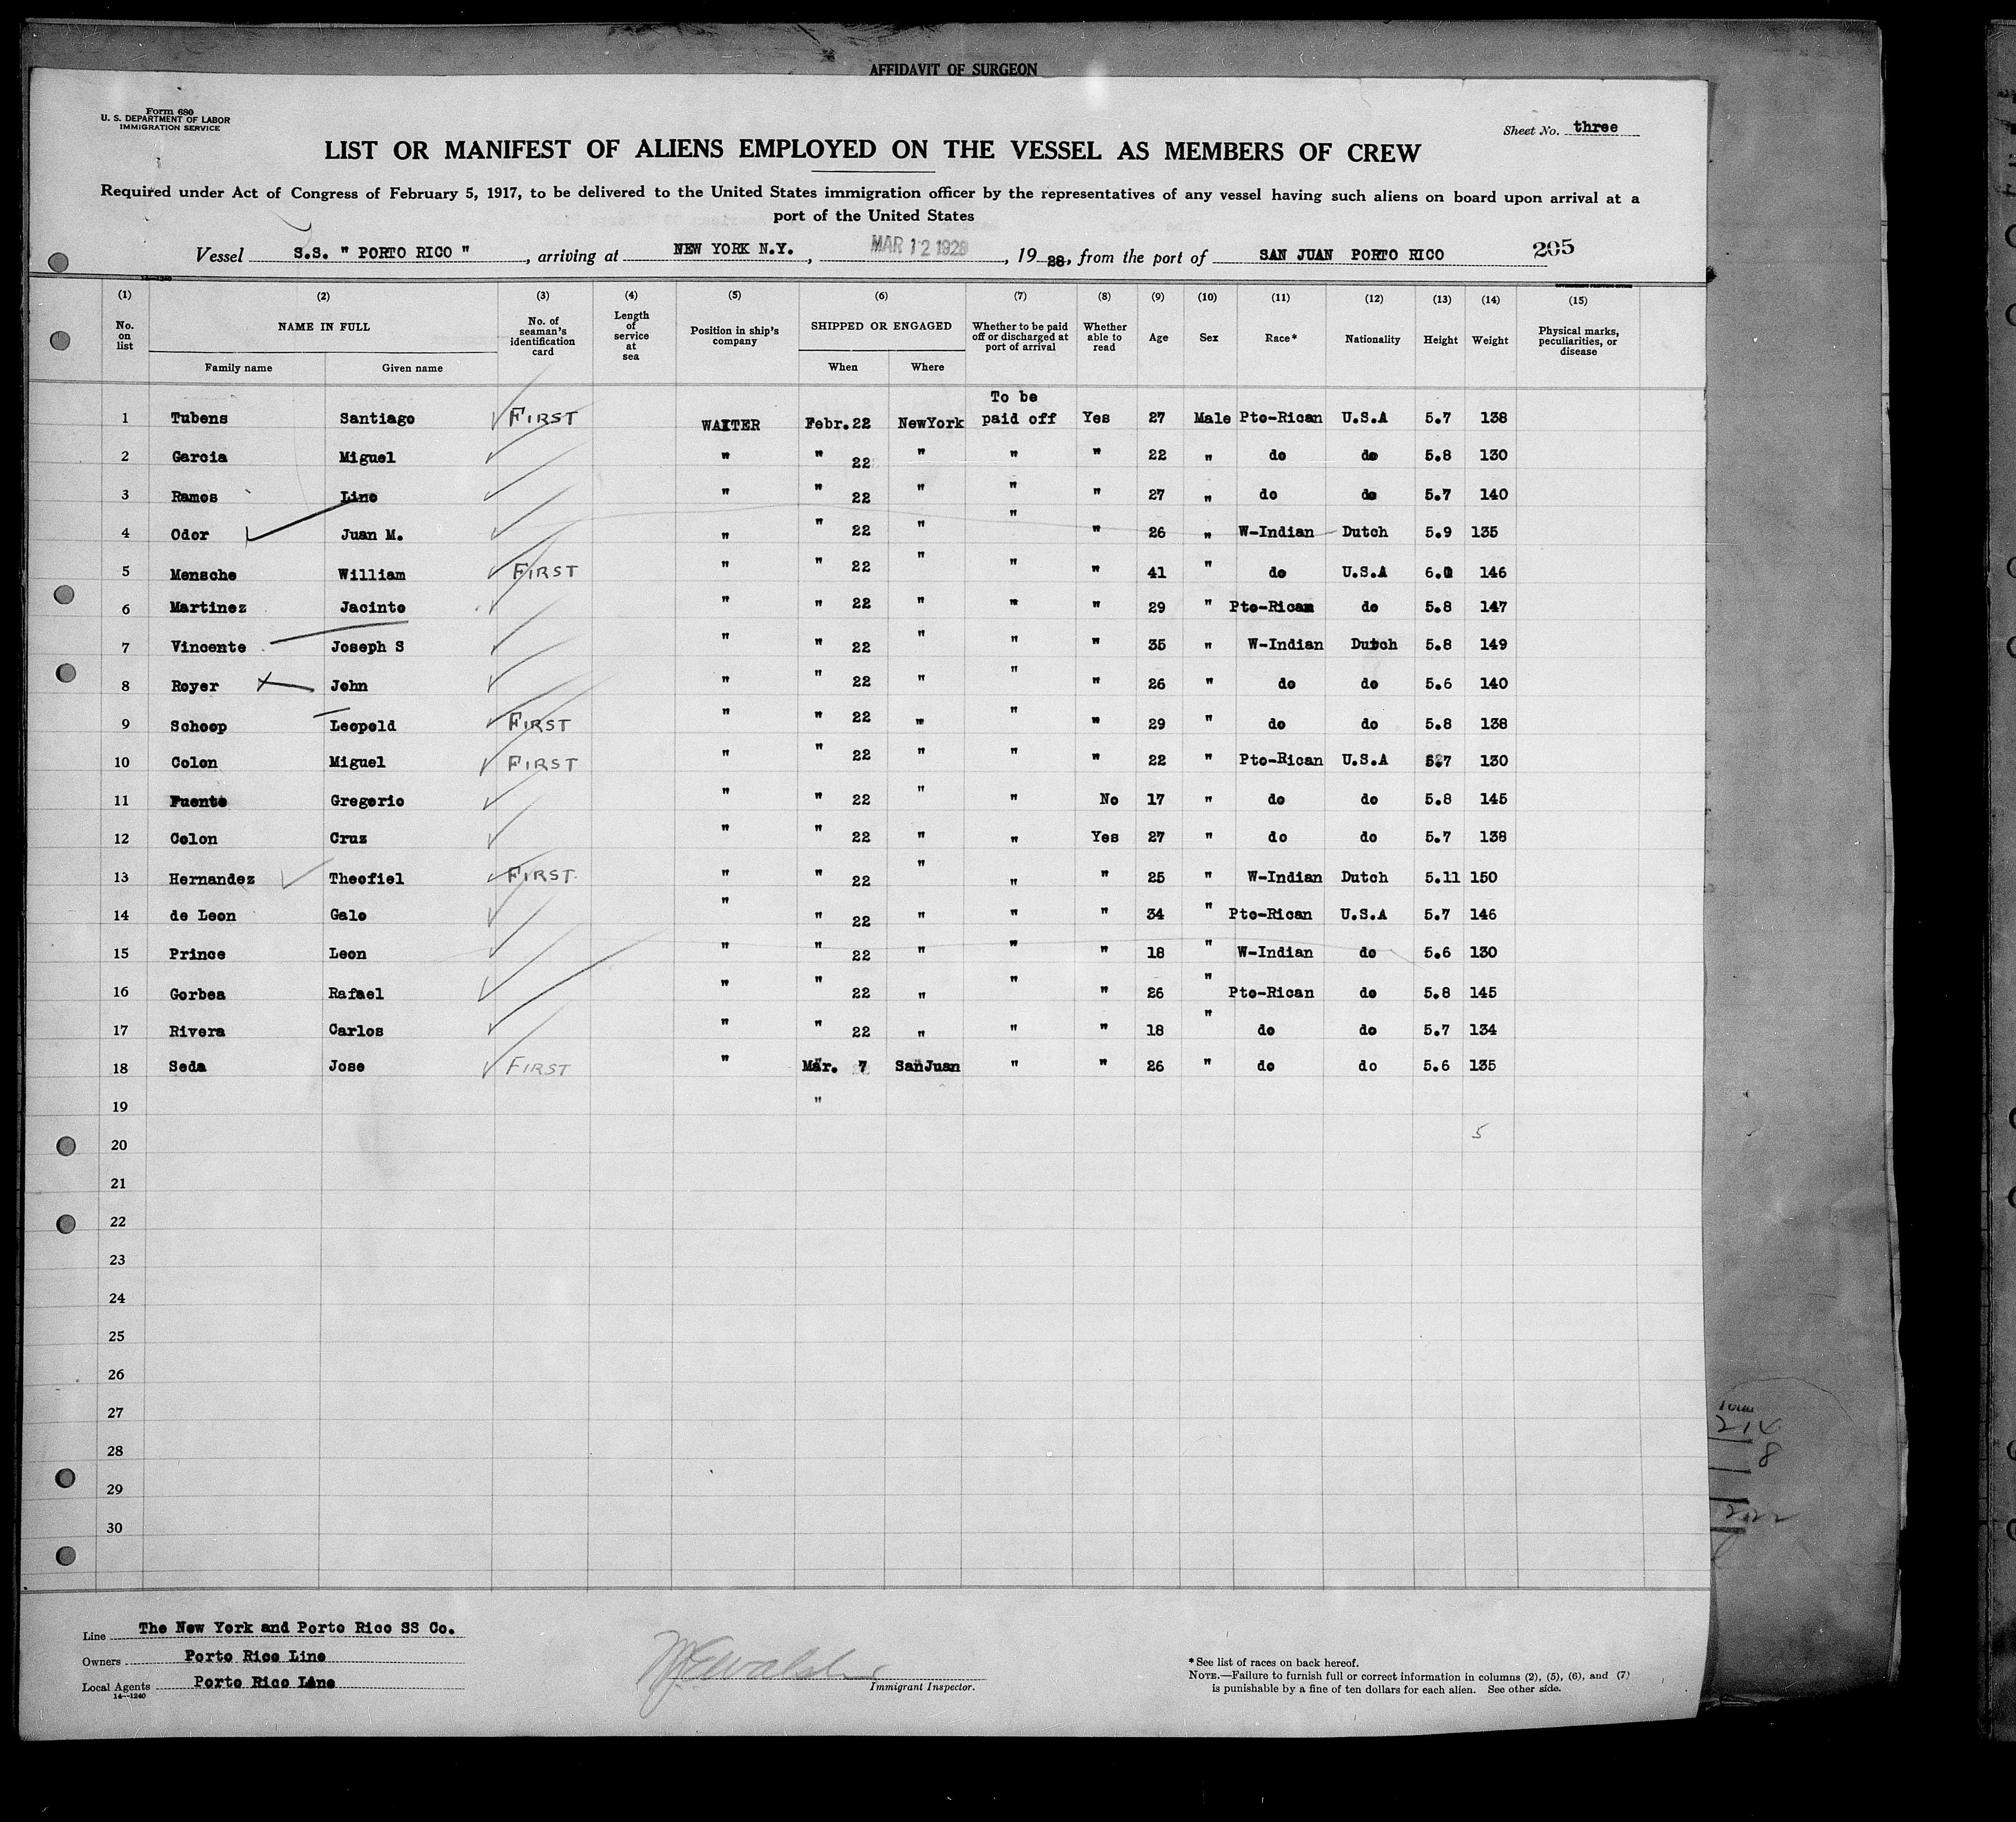 AFFIDAVIT OF SURGEON
Form 680
U. S. DEPARTMENT OF LABOR
IMMIGRATION SERVICE
Sheet No. three
LIST OR MANIFEST OF ALIENS EMPLOYED ON THE VESSEL AS MEMBERS OF CREW
Required under Act of Congress of February 5, 1917, to be delivered to the United States immigration officer by the representatives of any vessel having such aliens on board upon arrival at a
port of the United States
Vessel S.S. " PORTO RICO ", arriving at NEW YORK N.Y., MAR 12 1928, 19 28, from the port of SAN JUAN PORTO RICO 205
(1) (2) (3) (4) (5) (6) (7) (8) (9) (10) (11) (12) (13) (14) (15)
No. on list NAME IN FULL No. of seaman's identification card Length of service at sea Position in ship's company SHIPPED OR ENGAGED Whether to be paid off or discharged at port of arrival Whether able to read Age Sex Race* Nationality Height Weight Physical marks, peculiarities, or disease
Family name Given name When Where
To be
1 Tubens Santiago FIRST WAITER Febr. 22 NewYork paid off Yes 27 Male Pto-Rican U.S.A 5.7 138
2 Garcia Miguel " " 22 " " " 22 " do do 5.8 130
3 Ramos Lino " " 22 " " " 27 " do do 5.7 140
4 Odor Juan M. " " 22 " " " 26 " W-Indian Dutch 5.9 135
5 Mensche William FIRST " " 22 " " " 41 " do U.S.A 6.0 146
6 Martinez Jacinto " " 22 " " " 29 " Pto-Rican do 5.8 147
7 Vincente Joseph S " " 22 " " " 35 " W-Indian Dutch 5.8 149
8 Royer John " " 22 " " " 26 " do do 5.6 140
9 Schoop Leopold FIRST " " 22 " " " 29 " do do 5.8 138
10 Colon Miguel FIRST " " 22 " " " 22 " Pto-Rican U.S.A 5.7 130
11 Fuente Gregorio " " 22 " " No 17 " do do 5.8 145
12 Colon Cruz " " 22 " " Yes 27 " do do 5.7 138
13 Hernandez Theofiel FIRST. " " 22 " " " 25 " W-Indian Dutch 5.11 150
14 de Leon Galo " " 22 " " " 34 " Pto-Rican U.S.A 5.7 146
15 Prince Leon " " 22 " " " 18 " W-Indian do 5.6 130
16 Gorbea Rafael " " 22 " " " 26 " Pto-Rican do 5.8 145
17 Rivera Carlos " " 22 " " " 18 " do do 5.7 134
18 Seda Jose FIRST " Mar. 7 SanJuan " " 26 " do do 5.6 135
19 "
20 5
21
22
23
24
25
26
27
28
29
30
214
8
222
Line The New York and Porto Rico SS Co.
Owners Porto Rico Line
Local Agents Porto Rico Line
14—1240
Immigrant Inspector.
* See list of races on back hereof.
NOTE.—Failure to furnish full or correct information in columns (2), (5), (6), and (7)
is punishable by a fine of ten dollars for each alien. See other side.